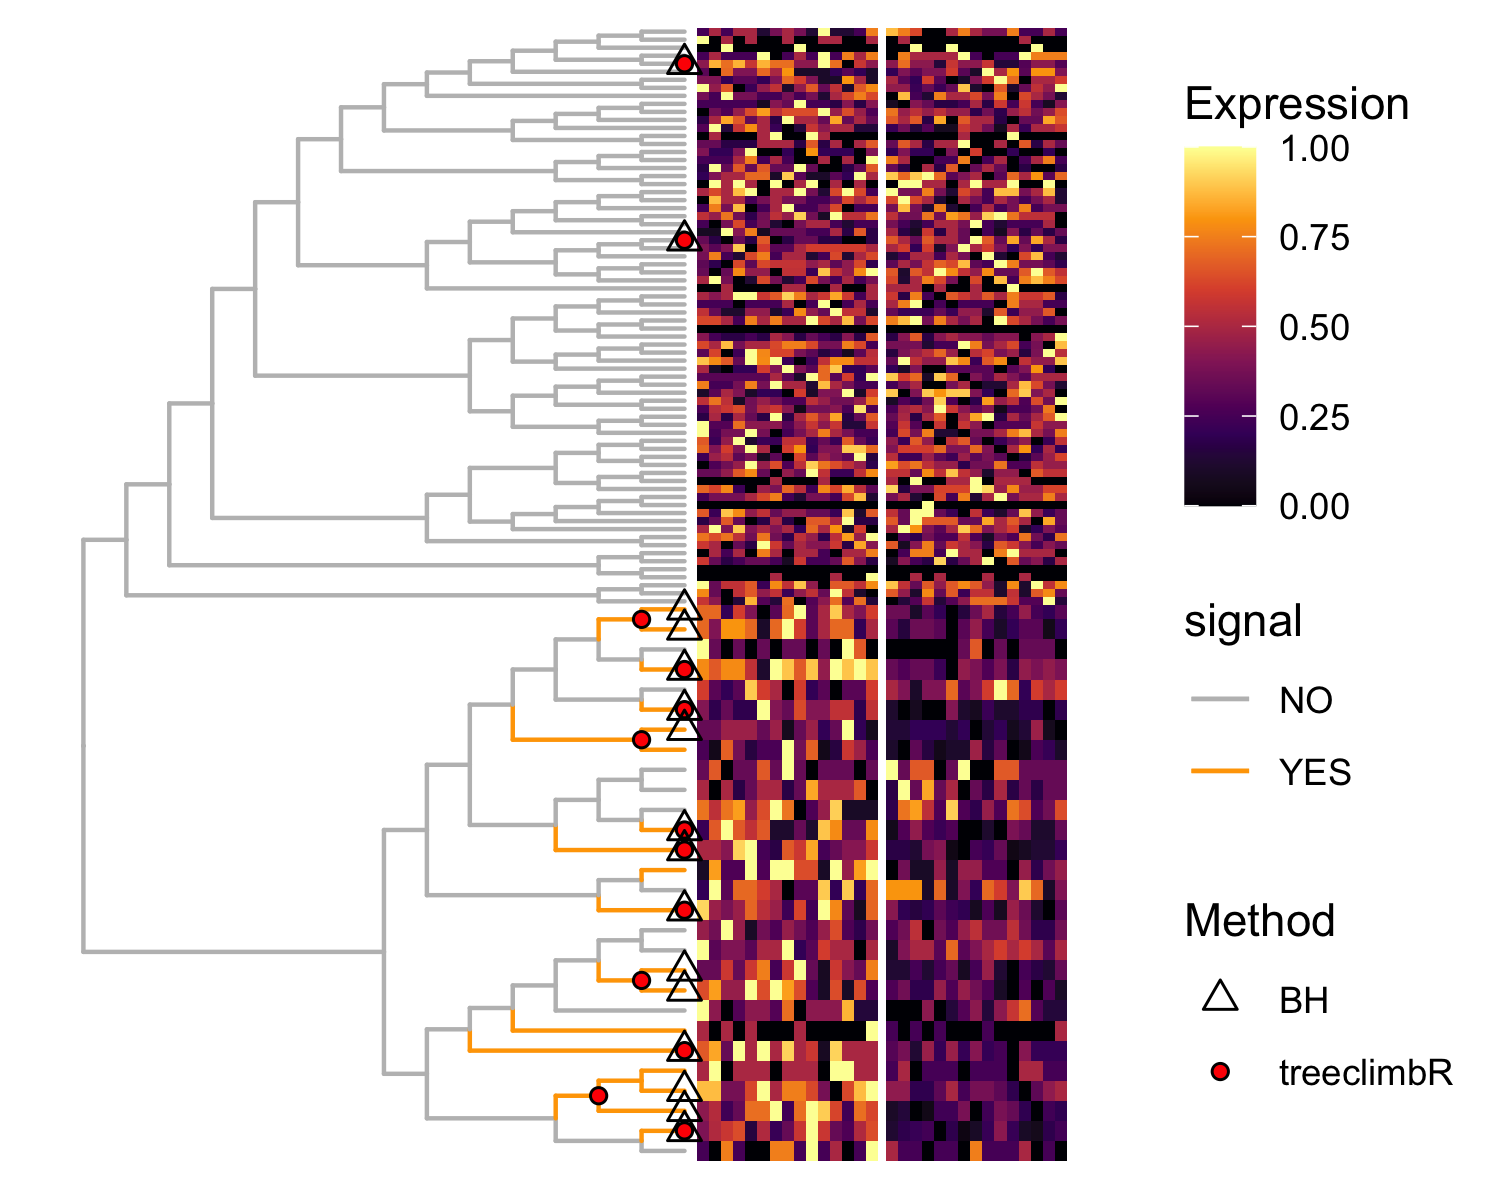 Expression
1.00
0.75
0.50
0.25
0.00
signal
NO
YES
Method
BH
treeclimbR